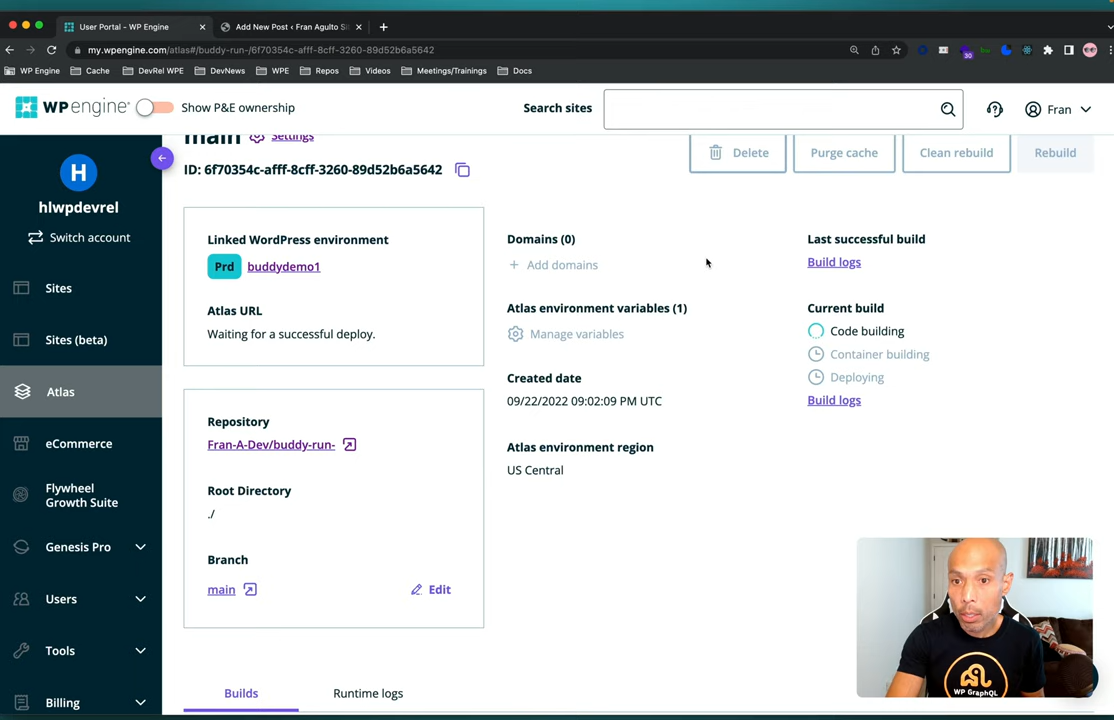 User Portal - WP Engine
Add New Post ‹ Fran Agulto Si
my.wpengine.com/atlas#/buddy-run-/6f70354c-afff-8cff-3260-89d52b6a5642
30
WP Engine
Cache
DevRel WPE
DevNews
WPE
Repos
Videos
Meetings/Trainings
Docs
WPengine®
Show P&E ownership
Search sites
Fran
H
hlwpdevrel
Switch account
Sites
Sites (beta)
Atlas
eCommerce
Flywheel
Growth Suite
Genesis Pro
Users
Tools
Billing
main
Settings
Delete
Purge cache
Clean rebuild
Rebuild
ID: 6f70354c-afff-8cff-3260-89d52b6a5642
Linked WordPress environment
Prd buddydemo1
Atlas URL
Waiting for a successful deploy.
Repository
Fran-A-Dev/buddy-run-
Root Directory
./
Branch
main
Edit
Domains (0)
Add domains
Atlas environment variables (1)
Manage variables
Created date
09/22/2022 09:02:09 PM UTC
Atlas environment region
US Central
Last successful build
Build logs
Current build
Code building
Container building
Deploying
Build logs
Builds
Runtime logs
WP GRAPHQL